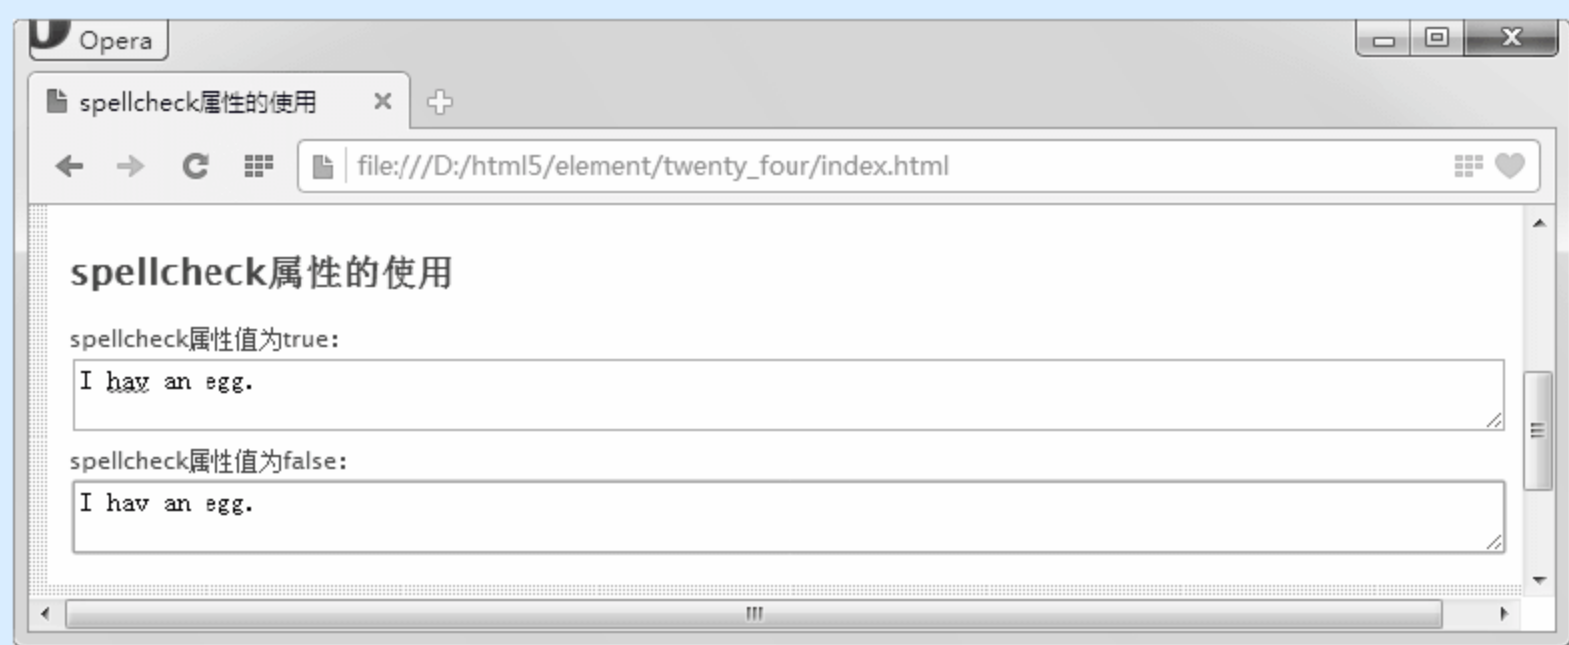 Opera
spellcheck属性的使用
file:///D:/html5/element/twenty_four/index.html
spellcheck属性的使用
spellcheck属性值为true:
I hav an egg.
spellcheck属性值为false:
I hav an egg.